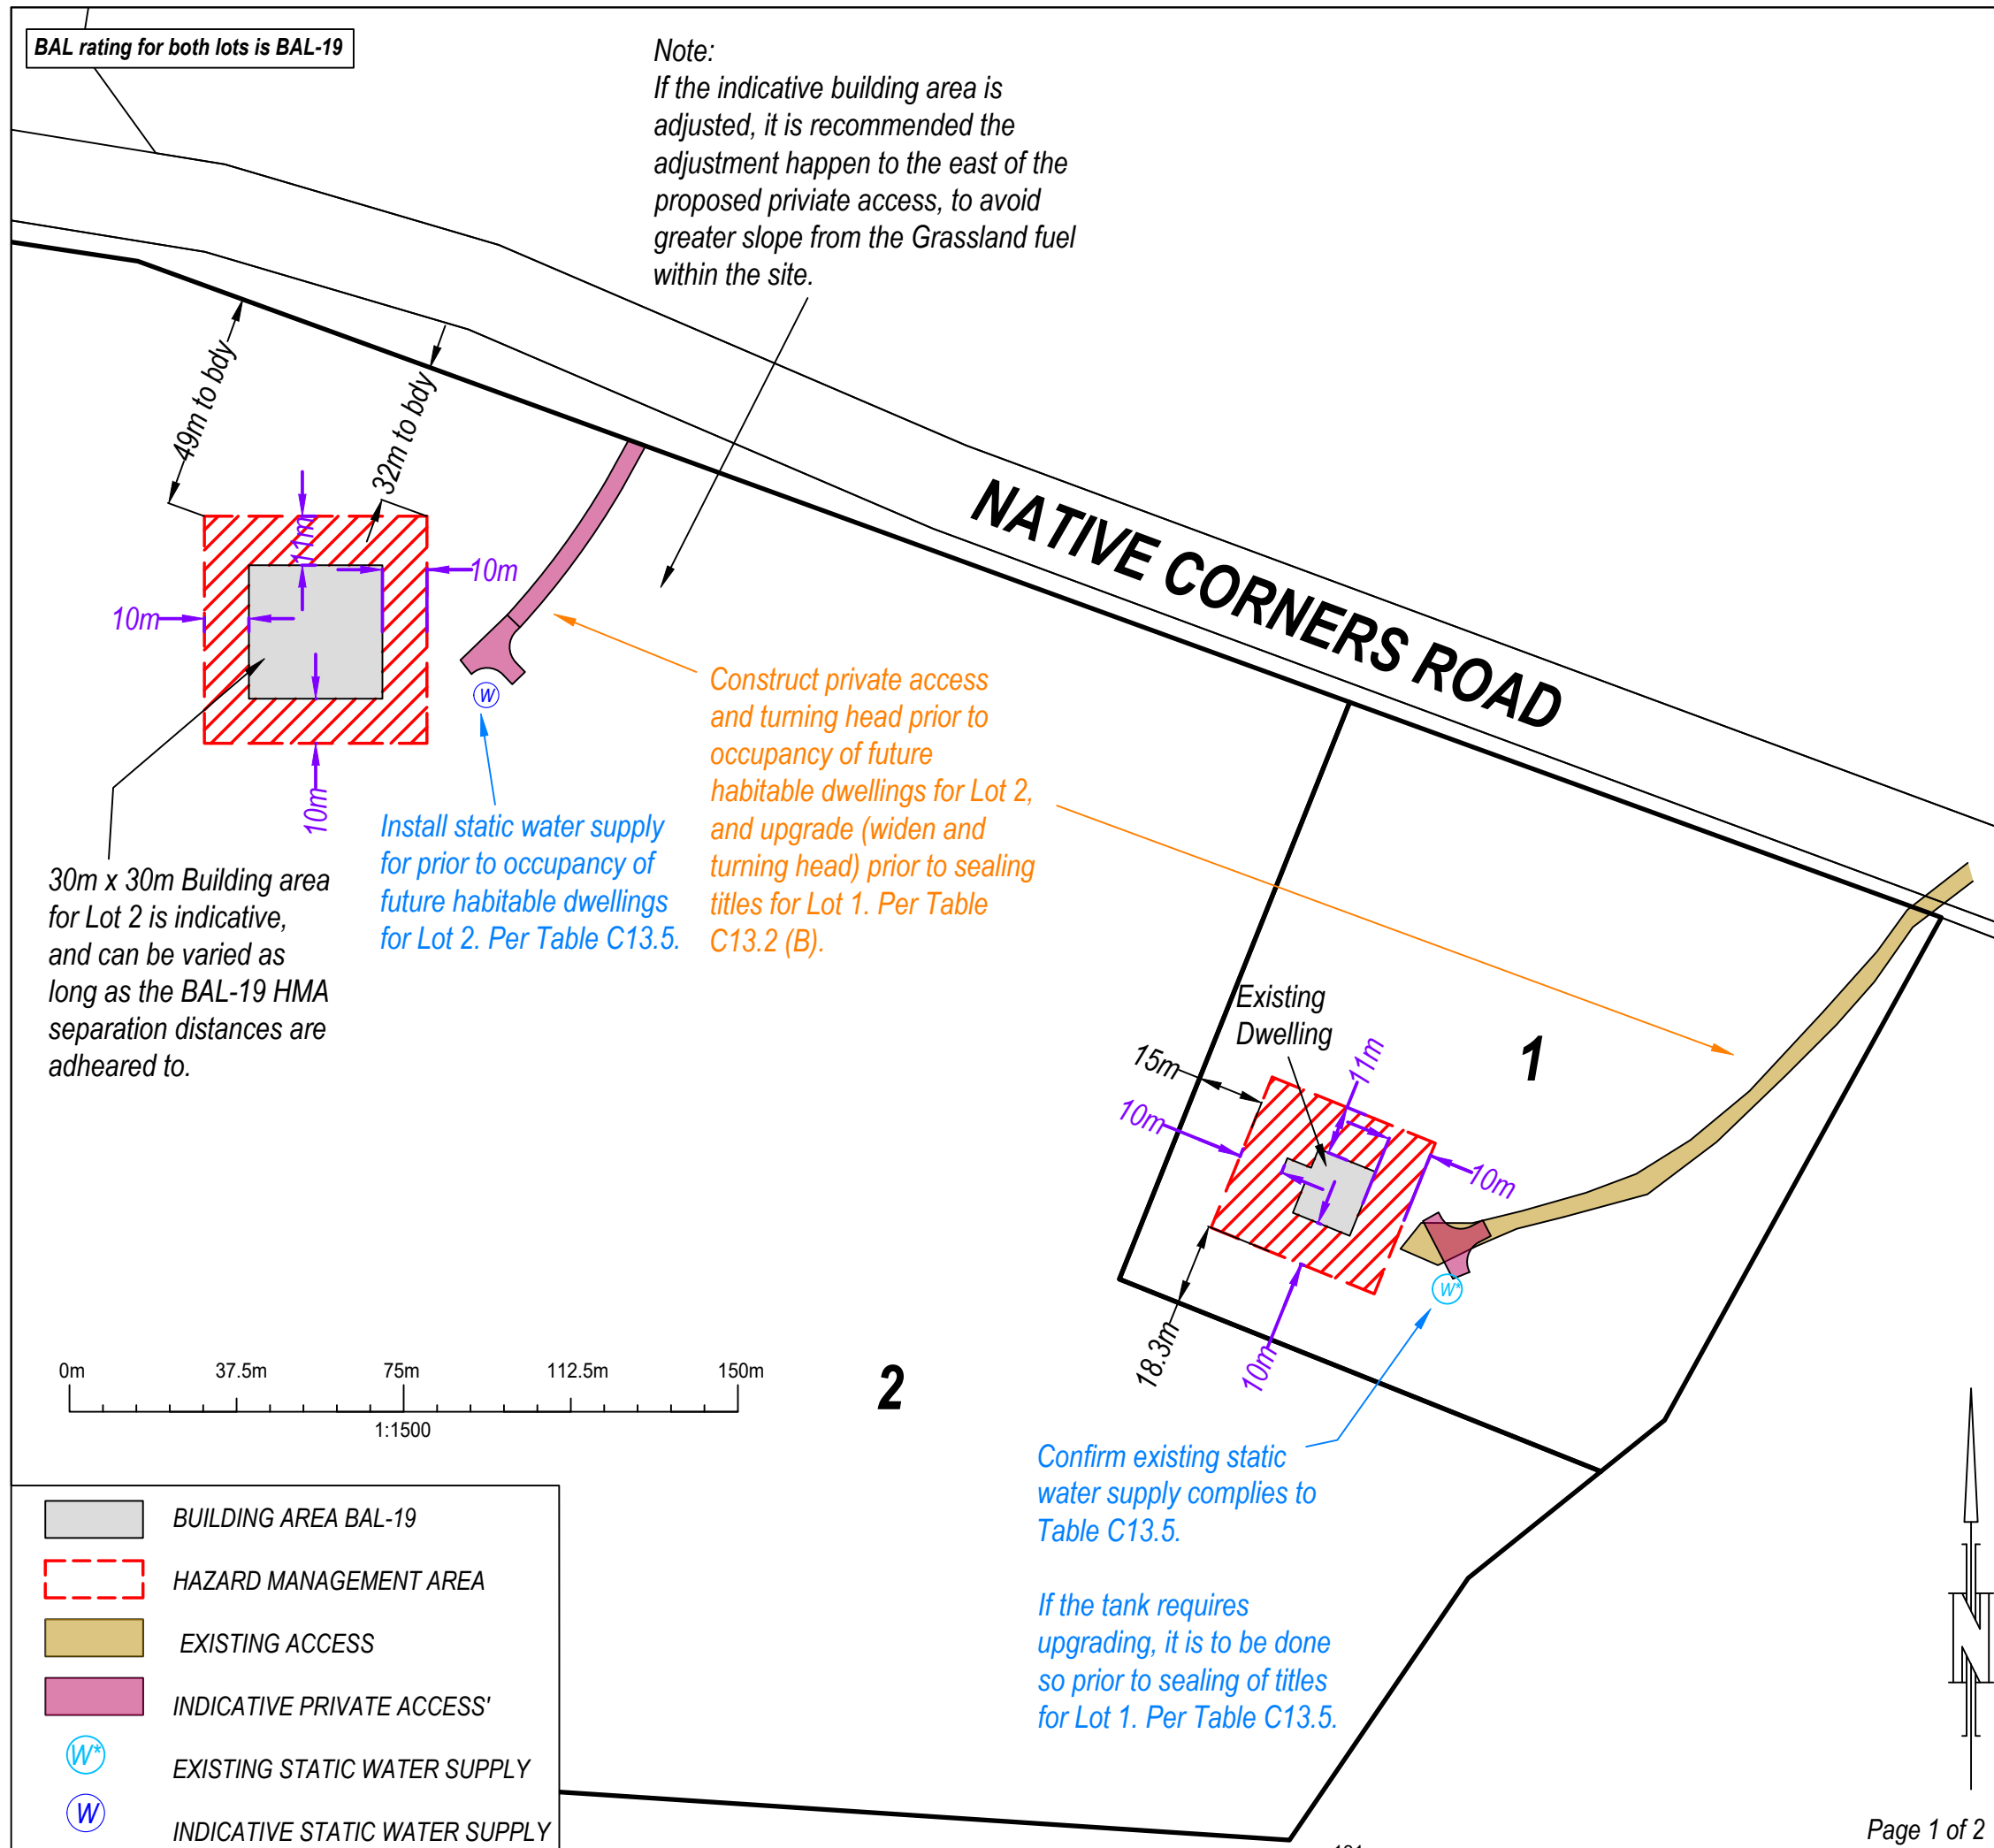 BAL rating for both lots is BAL-19
Note:
If the indicative building area is
adjusted, it is recommended the
adjustment happen to the east of the
proposed priviate access, to avoid
greater slope from the Grassland fuel
within the site.
49m to bdy
32m to bdy
11m
10m
10m
10m
NATIVE CORNERS ROAD
Construct private access
and turning head prior to
occupancy of future
habitable dwellings for Lot 2,
and upgrade (widen and
turning head) prior to sealing
titles for Lot 1. Per Table
C13.2 (B).
Install static water supply
for prior to occupancy of
future habitable dwellings
for Lot 2. Per Table C13.5.
30m x 30m Building area
for Lot 2 is indicative,
and can be varied as
long as the BAL-19 HMA
separation distances are
adheared to.
Existing
Dwelling
1
15m
11m
10m
10m
18.3m
10m
W
W*
0m 37.5m 75m 112.5m 150m
1:1500
2
Confirm existing static
water supply complies to
Table C13.5.
If the tank requires
upgrading, it is to be done
so prior to sealing of titles
for Lot 1. Per Table C13.5.
BUILDING AREA BAL-19
HAZARD MANAGEMENT AREA
EXISTING ACCESS
INDICATIVE PRIVATE ACCESS'
W* EXISTING STATIC WATER SUPPLY
W INDICATIVE STATIC WATER SUPPLY
N
Page 1 of 2